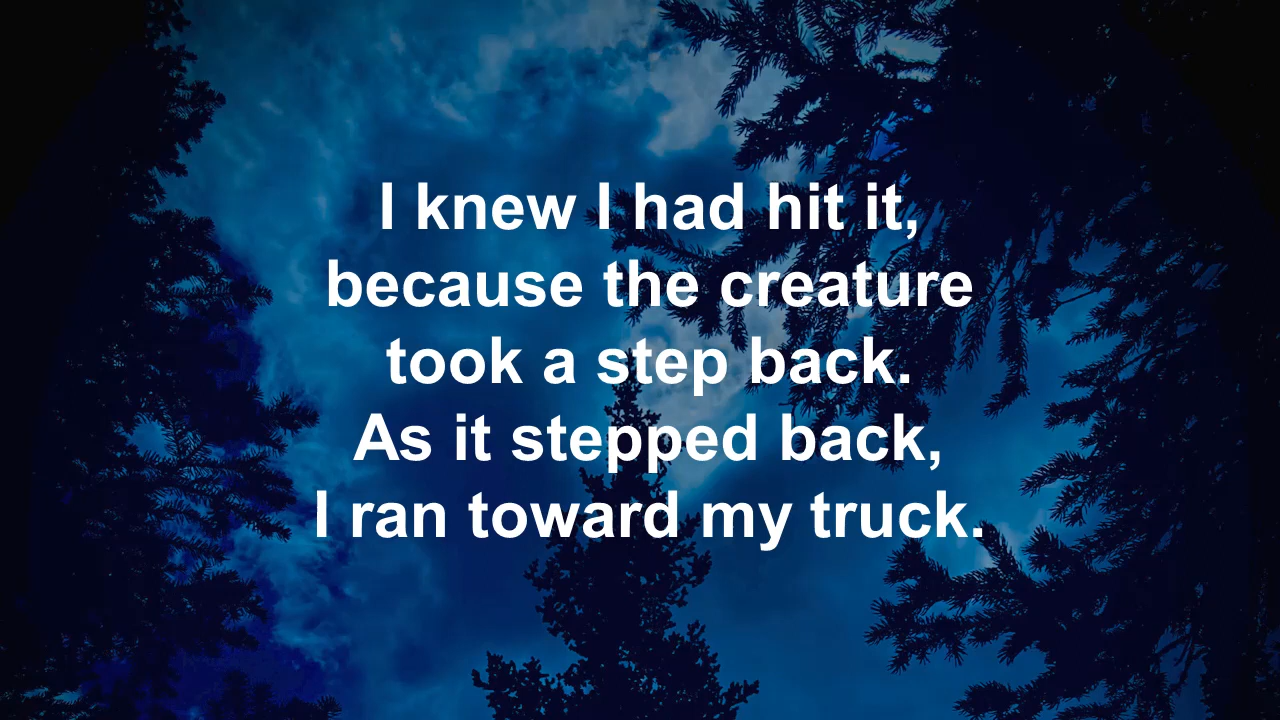 I knew I had hit it,
because the creature
took a step back.
As it stepped back,
I ran toward my truck.